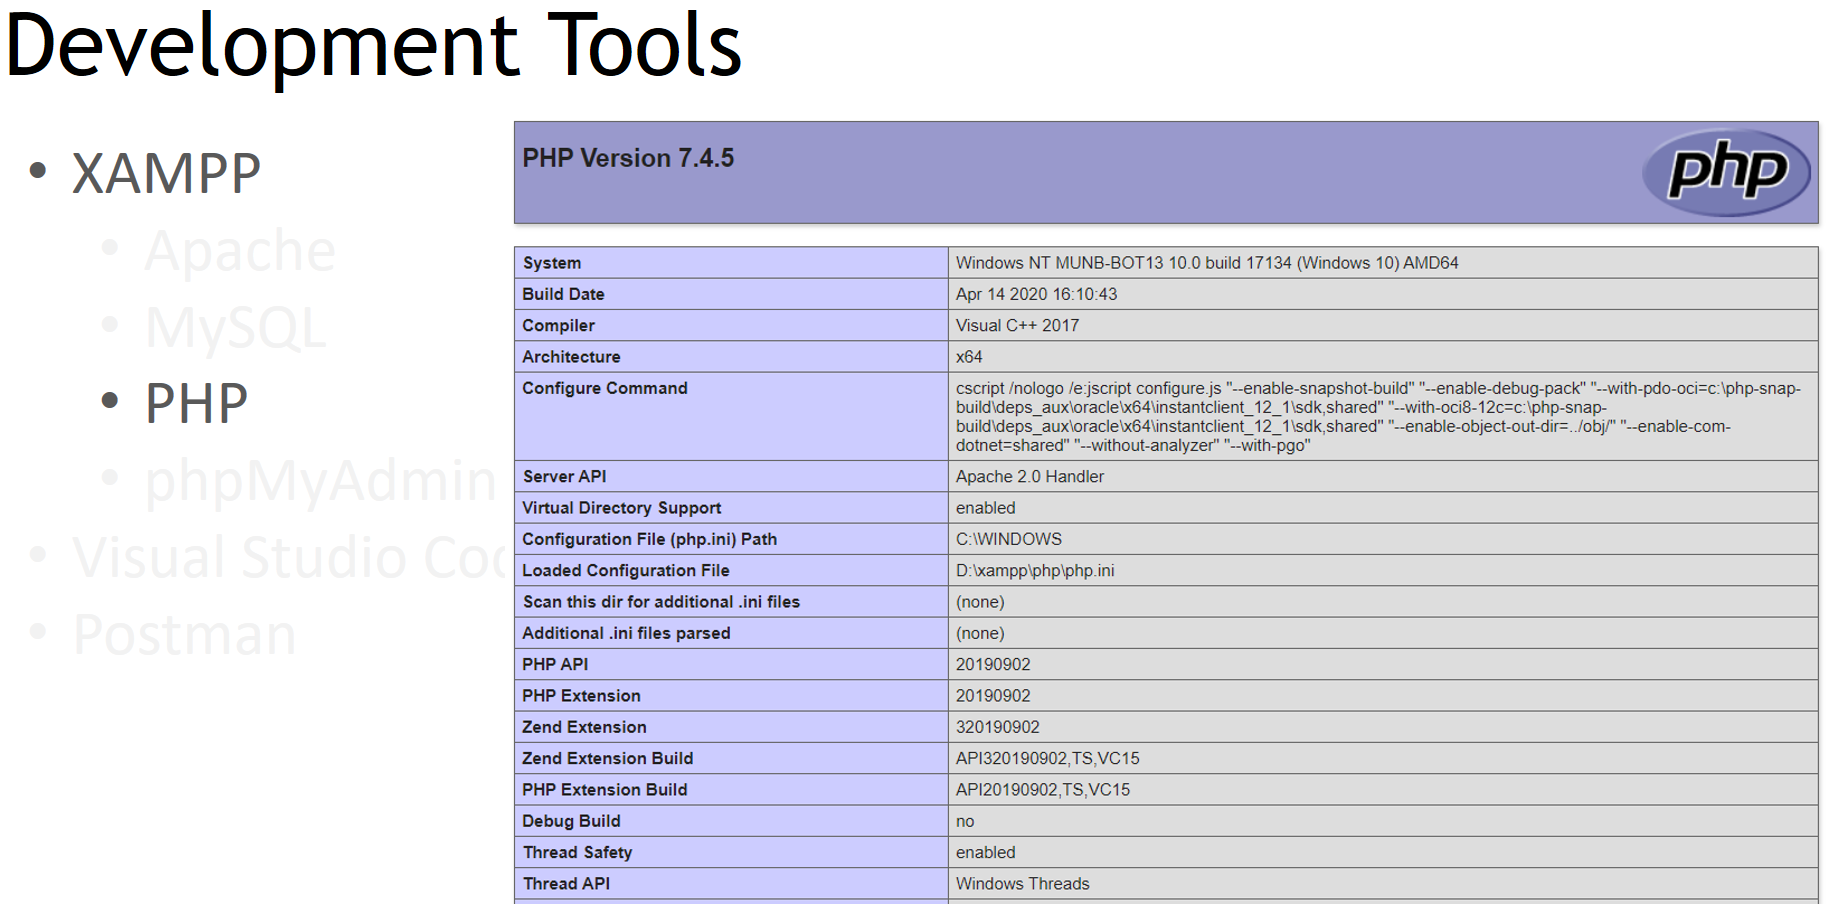 Development Tools
• XAMPP
• Apache
• MySQL
• PHP
• phpMyAdmin
• Visual Studio Coc
• Postman
PHP Version 7.4.5
php
System Windows NT MUNB-BOT13 10.0 build 17134 (Windows 10) AMD64
Build Date Apr 14 2020 16:10:43
Compiler Visual C++ 2017
Architecture x64
Configure Command cscript /nologo /e:jscript configure.js "--enable-snapshot-build" "--enable-debug-pack" "--with-pdo-oci=c:\php-snap-
build\deps_aux\oracle\x64\instantclient_12_1\sdk,shared" "--with-oci8-12c=c:\php-snap-
build\deps_aux\oracle\x64\instantclient_12_1\sdk,shared" "--enable-object-out-dir=../obj/" "--enable-com-
dotnet=shared" "--without-analyzer" "--with-pgo"
Server API Apache 2.0 Handler
Virtual Directory Support enabled
Configuration File (php.ini) Path C:\WINDOWS
Loaded Configuration File D:\xampp\php\php.ini
Scan this dir for additional .ini files (none)
Additional .ini files parsed (none)
PHP API 20190902
PHP Extension 20190902
Zend Extension 320190902
Zend Extension Build API320190902,TS,VC15
PHP Extension Build API20190902,TS,VC15
Debug Build no
Thread Safety enabled
Thread API Windows Threads